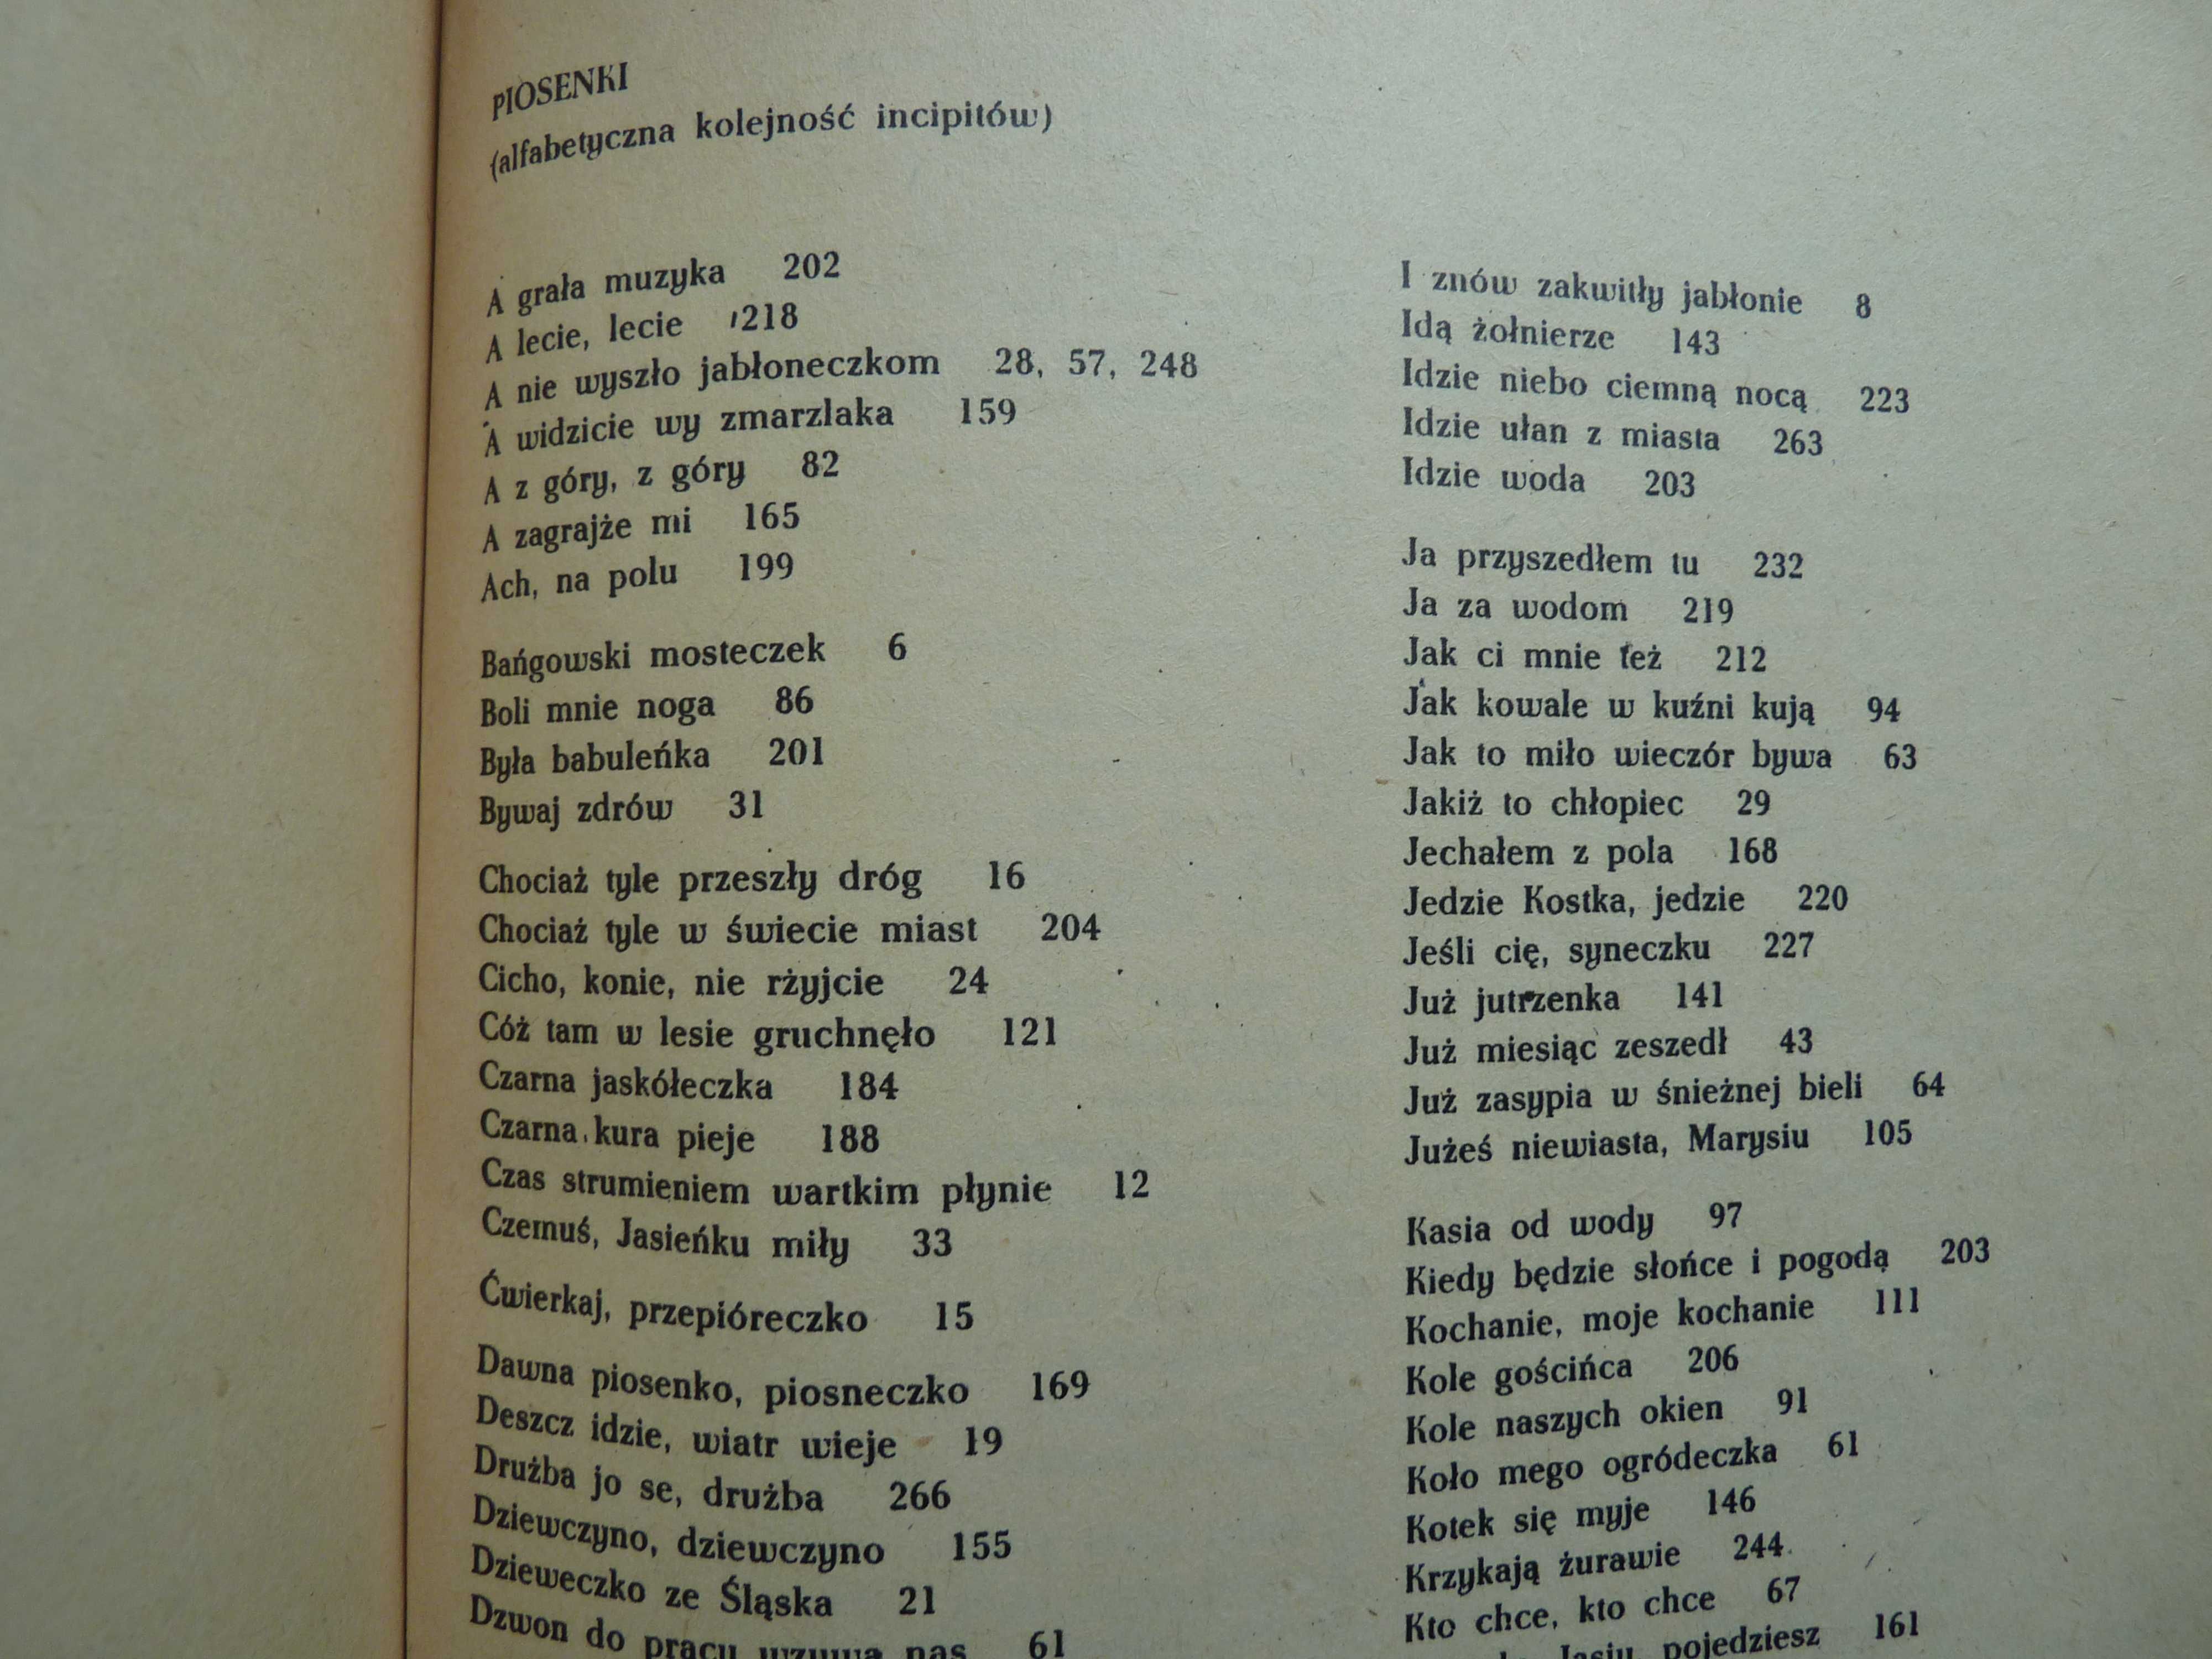 PIOSENKI
(alfabetyczna kolejność incipitów)
A grała muzyka 202
A lecie, lecie 218
A nie wyszło jabłoneczkom 28, 57, 248
A widzicie wy zmarzlaka 159
A z góry, z góry 82
A zagrajże mi 165
Ach, na polu 199
Bańgowski mosteczek 6
Boli mnie noga 86
Była babuleńka 201
Bywaj zdrów 31
Chociaż tyle przeszły dróg 16
Chociaż tyle w świecie miast 204
Cicho, konie, nie rżyjcie 24
Cóż tam w lesie gruchnęło 121
Czarna jaskółeczka 184
Czarna kura pieje 188
Czas strumieniem wartkim płynie 12
Czemuś, Jasieńku miły 33
Ćwierkaj, przepióreczko 15
Dawna piosenko, piosneczko 169
Deszcz idzie, wiatr wieje 19
Drużba jo se, drużba 266
Dziewczyno, dziewczyno 155
Dzieweczko ze Śląska 21
Dzwon do pracy wzywa nas 61
I znów zakwitły jabłonie 8
Idą żołnierze 143
Idzie niebo ciemną nocą 223
Idzie ułan z miasta 263
Idzie woda 203
Ja przyszedłem tu 232
Ja za wodom 219
Jak ci mnie też 212
Jak kowale w kuźni kują 94
Jak to miło wieczór bywa 63
Jakiż to chłopiec 29
Jechałem z pola 168
Jedzie Kostka, jedzie 220
Jeśli cię, syneczku 227
Już jutrzenka 141
Już miesiąc zeszedł 43
Już zasypia w śnieżnej bieli 64
Jużeś niewiasta, Marysiu 105
Kasia od wody 97
Kiedy będzie słońce i pogodą 203
Kochanie, moje kochanie 111
Kole gościńca 206
Kole naszych okien 91
Koło mego ogródeczka 61
Kotek się myje 146
Krzykają żurawie 244
Kto chce, kto chce 67
Jasiu pojedziesz 161